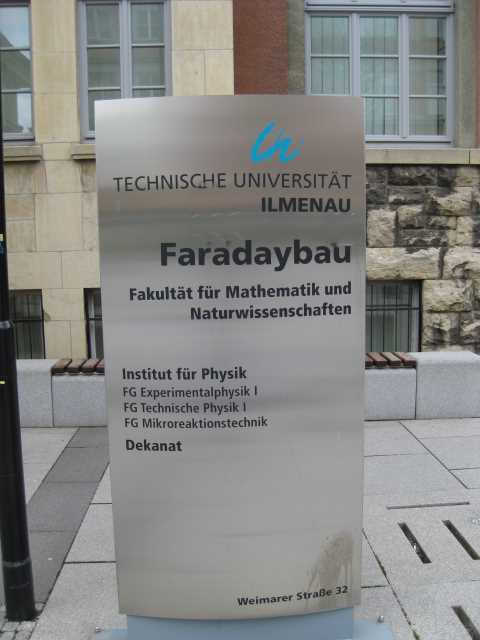 TECHNISCHE UNIVERSITÄT
ILMENAU
Faradaybau
Fakultät für Mathematik und
Naturwissenschaften
Institut für Physik
FG Experimentalphysik I
FG Technische Physik I
FG Mikroreaktionstechnik
Dekanat
Weimarer Straße 32